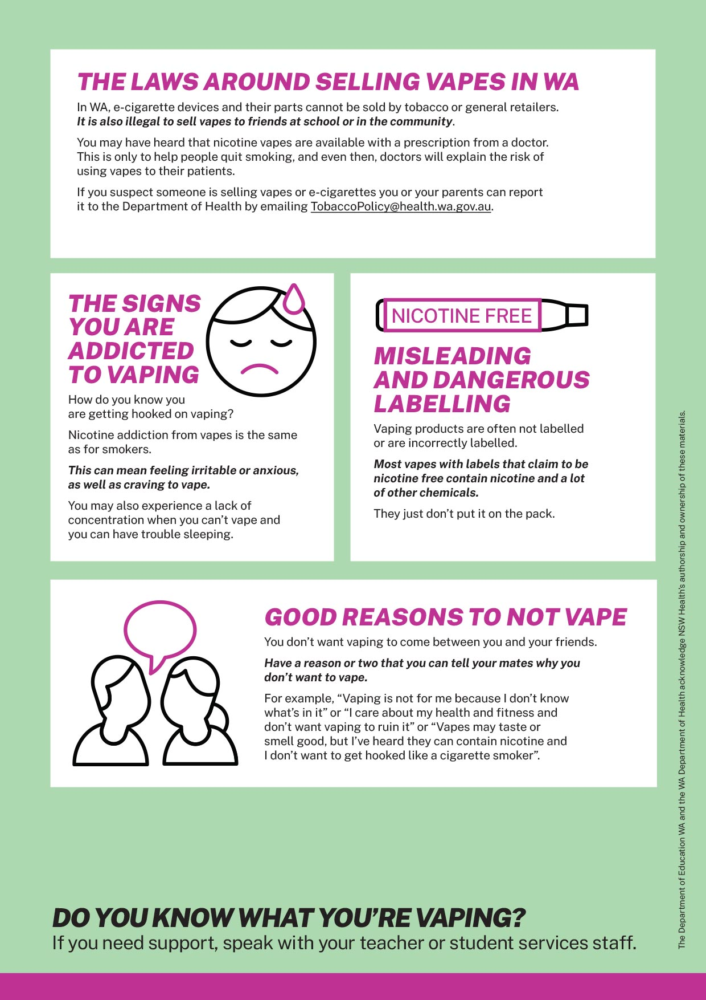 THE LAWS AROUND SELLING VAPES IN WA
In WA, e-cigarette devices and their parts cannot be sold by tobacco or general retailers.
It is also illegal to sell vapes to friends at school or in the community.
You may have heard that nicotine vapes are available with a prescription from a doctor.
This is only to help people quit smoking, and even then, doctors will explain the risk of
using vapes to their patients.
If you suspect someone is selling vapes or e-cigarettes you or your parents can report
it to the Department of Health by emailing TobaccoPolicy@health.wa.gov.au.
THE SIGNS
YOU ARE
ADDICTED
TO VAPING
How do you know you
are getting hooked on vaping?
Nicotine addiction from vapes is the same
as for smokers.
This can mean feeling irritable or anxious,
as well as craving to vape.
You may also experience a lack of
concentration when you can’t vape and
you can have trouble sleeping.
NICOTINE FREE
MISLEADING
AND DANGEROUS
LABELLING
Vaping products are often not labelled
or are incorrectly labelled.
Most vapes with labels that claim to be
nicotine free contain nicotine and a lot
of other chemicals.
They just don’t put it on the pack.
GOOD REASONS TO NOT VAPE
You don’t want vaping to come between you and your friends.
Have a reason or two that you can tell your mates why you
don’t want to vape.
For example, “Vaping is not for me because I don’t know
what’s in it” or “I care about my health and fitness and
don’t want vaping to ruin it” or “Vapes may taste or
smell good, but I’ve heard they can contain nicotine and
I don’t want to get hooked like a cigarette smoker”.
The Department of Education WA and the WA Department of Health acknowledge NSW Health’s authorship and ownership of these materials.
DO YOU KNOW WHAT YOU’RE VAPING?
If you need support, speak with your teacher or student services staff.